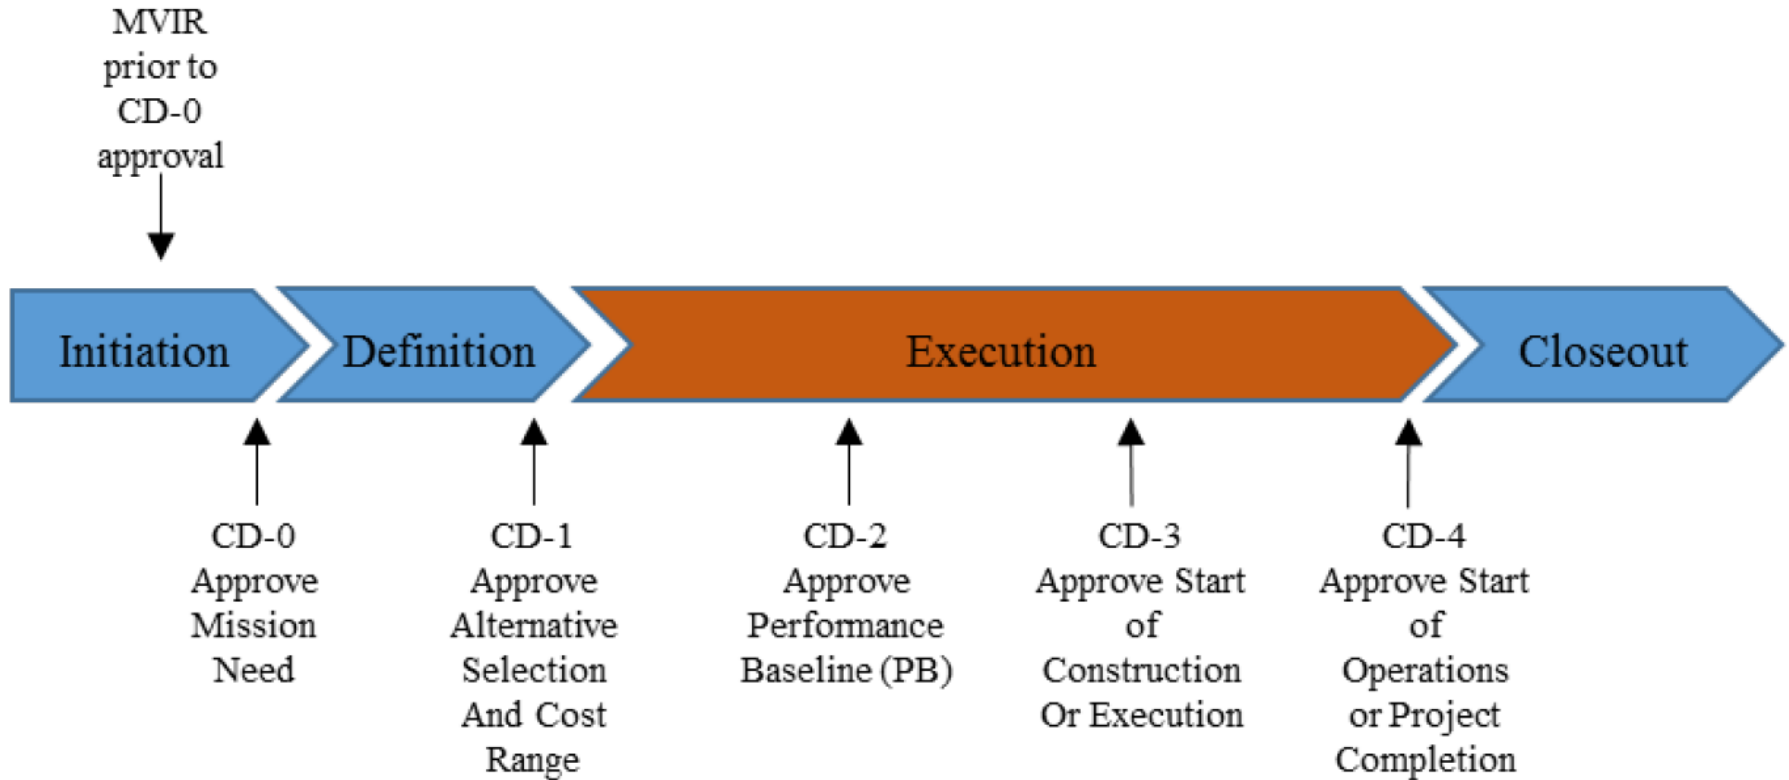 MVIR
prior to
CD-0
approval
Initiation
Definition
Execution
Closeout
CD-0
Approve
Mission
Need
CD-1
Approve
Alternative
Selection
And Cost
Range
CD-2
Approve
Performance
Baseline (PB)
CD-3
Approve Start
of
Construction
Or Execution
CD-4
Approve Start
of
Operations
or Project
Completion